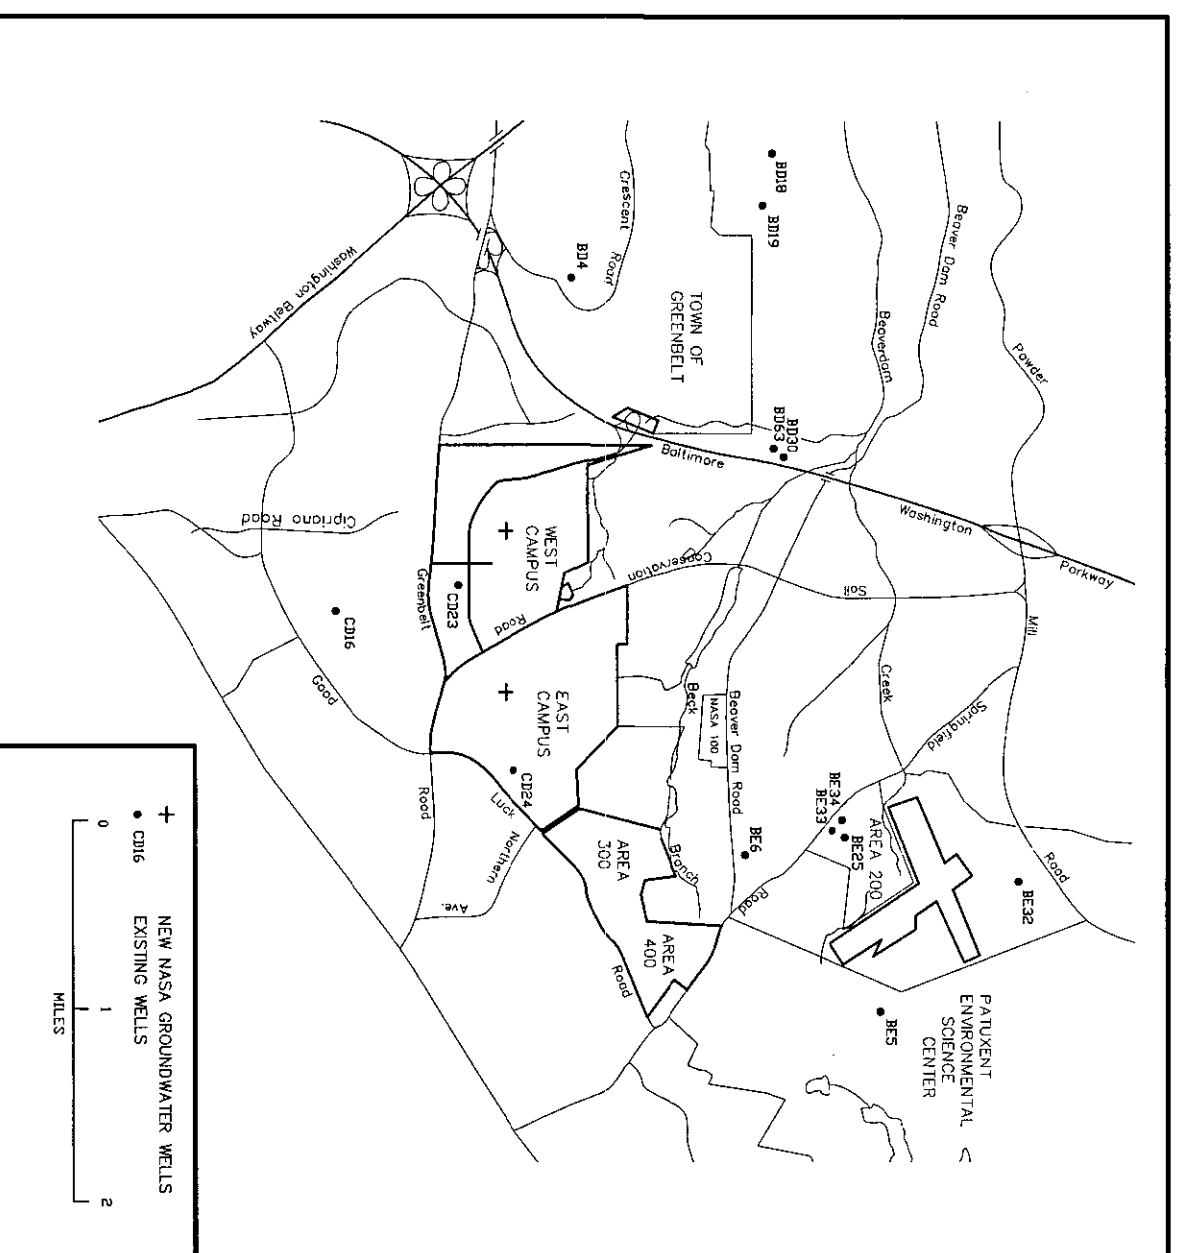 Powder
Mill
Road
Beaver Dam Road
Beaverdam
Creek
BD18
BD19
Crescent
Road
BD4
TOWN OF
GREENBELT
BD30
BD63
Baltimore
Washington
Parkway
Washington Beltway
Soil
Conservation
Road
Springfield
Road
BE32
BE34
BE33
BE25
AREA 200
BE6
BE5
PATUXENT
ENVIRONMENTAL
SCIENCE
CENTER
Beaver Dam Road
NASA 100
Beck
Branch
WEST
CAMPUS
EAST
CAMPUS
AREA
300
AREA
400
CD23
CD16
CD24
Cipriano Road
Greenbelt
Road
Good
Luck
Road
Northern
Ave.
+ NEW NASA GROUNDWATER WELLS
CD16 EXISTING WELLS
0 1 2
MILES